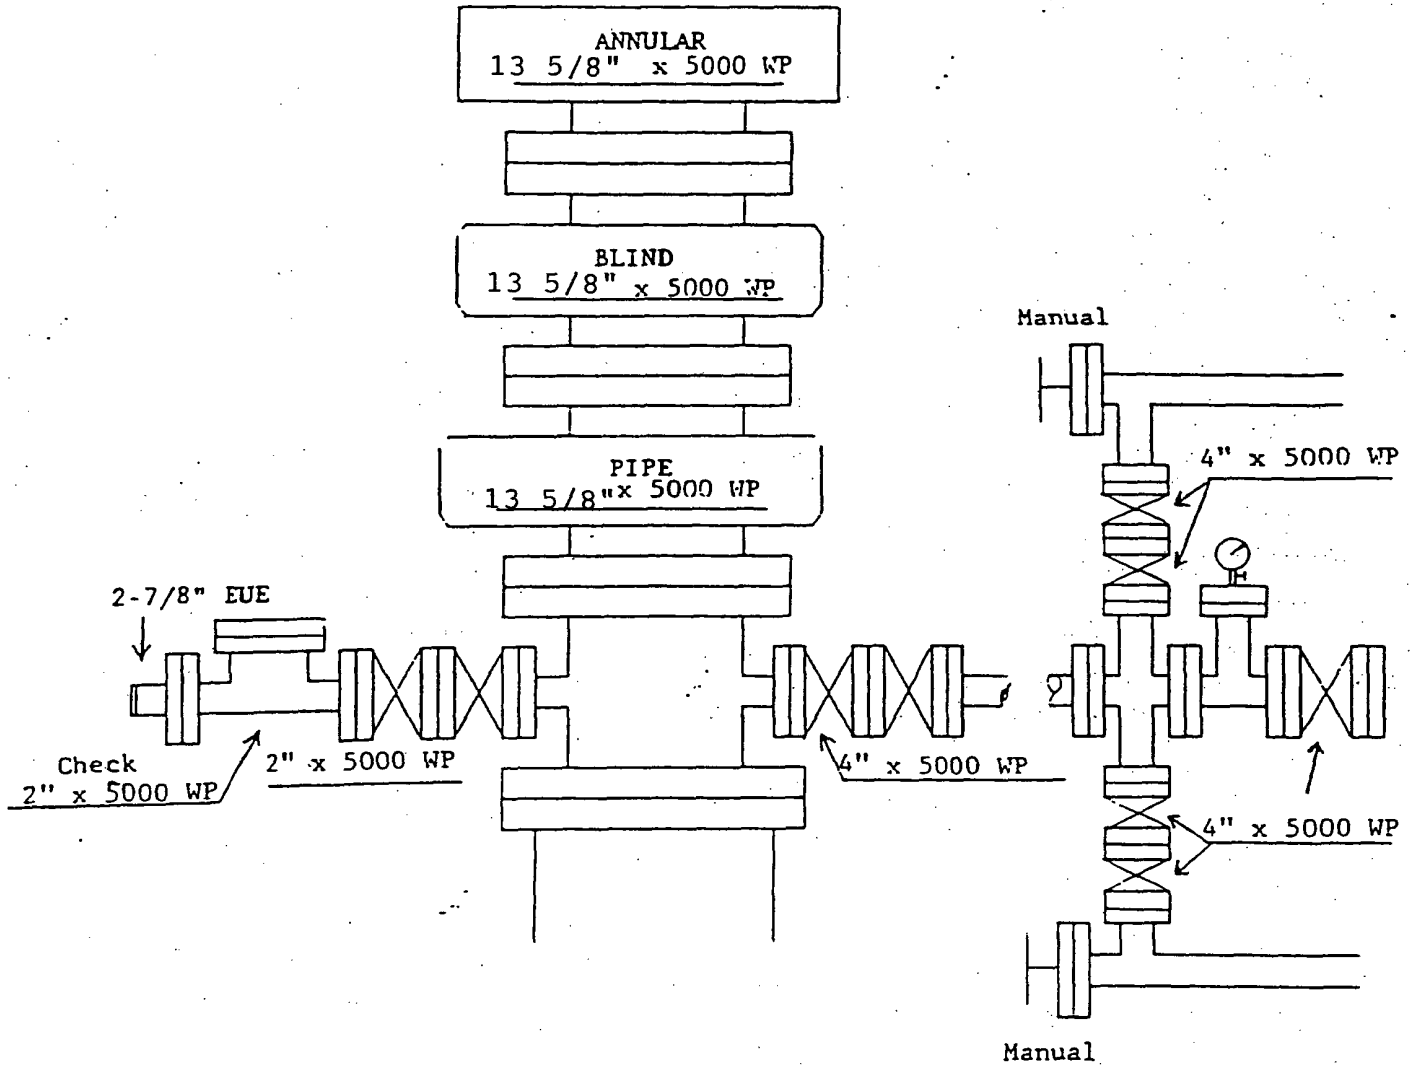 ANNULAR
13 5/8" x 5000 WP
BLIND
13 5/8" x 5000 WP
PIPE
13 5/8" x 5000 WP
Manual
4" x 5000 WP
2-7/8" EUE
Check
2" x 5000 WP
2" x 5000 WP
4" x 5000 WP
4" x 5000 WP
Manual